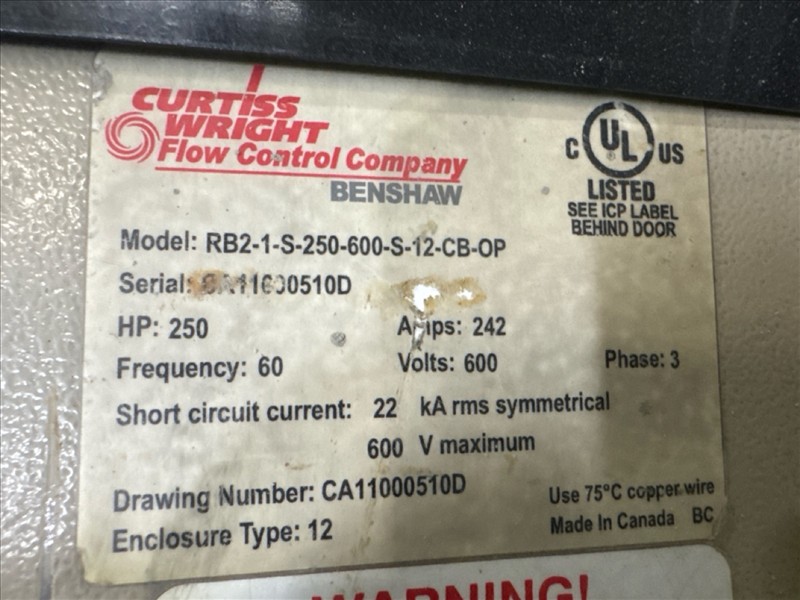 CURTISS
WRIGHT
Flow Control Company
BENSHAW
C UL US
LISTED
SEE ICP LABEL
BEHIND DOOR
Model: RB2-1-S-250-600-S-12-CB-OP
Serial: CA11000510D
HP: 250 Amps: 242
Frequency: 60 Volts: 600 Phase: 3
Short circuit current: 22 kA rms symmetrical
600 V maximum
Drawing Number: CA11000510D Use 75°C copper wire
Enclosure Type: 12 Made In Canada BC
WARNING!